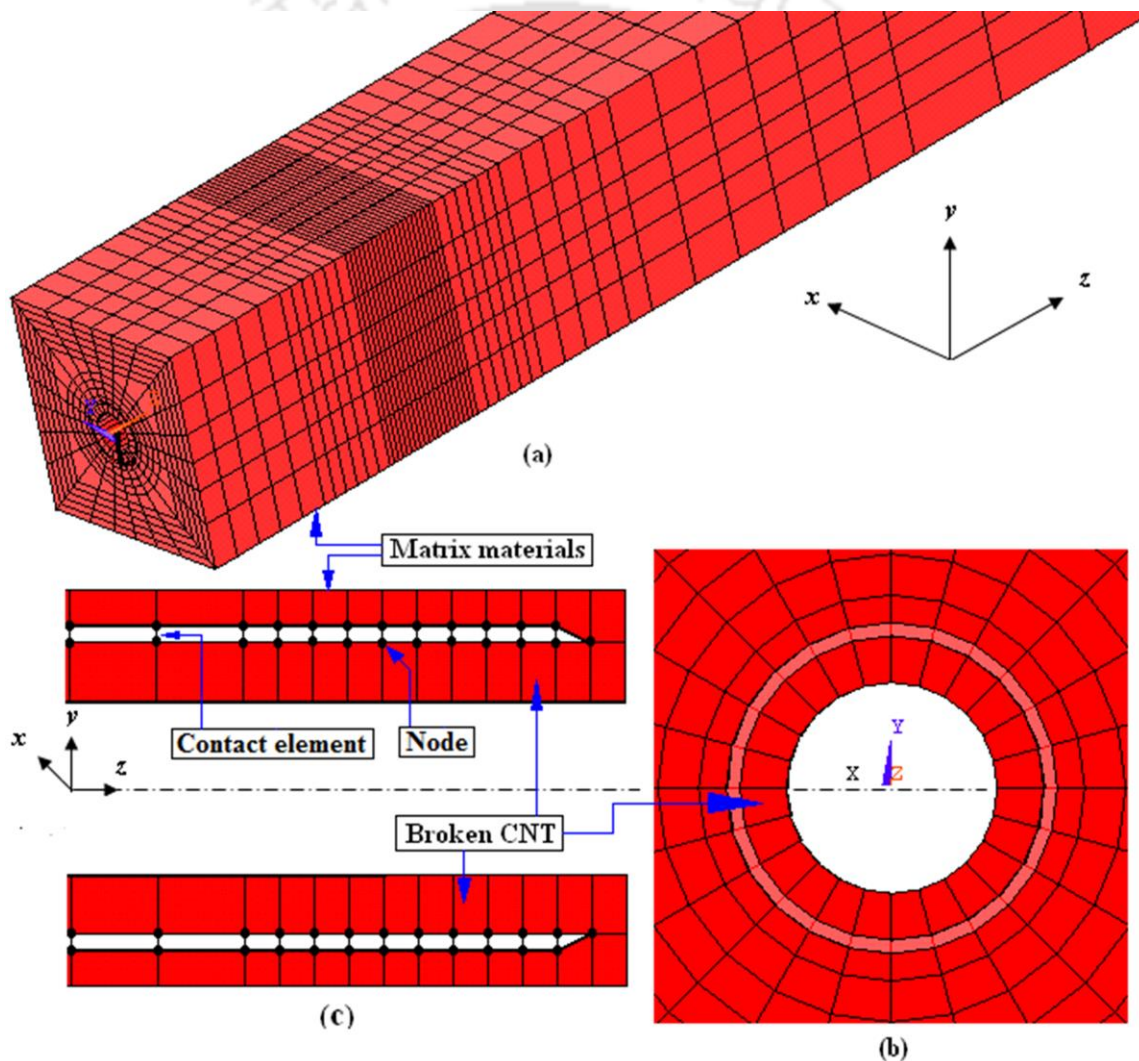 y
x
z
(a)
Matrix materials
Contact element
Node
x
y
z
Broken CNT
Y
X
Z
(c)
(b)